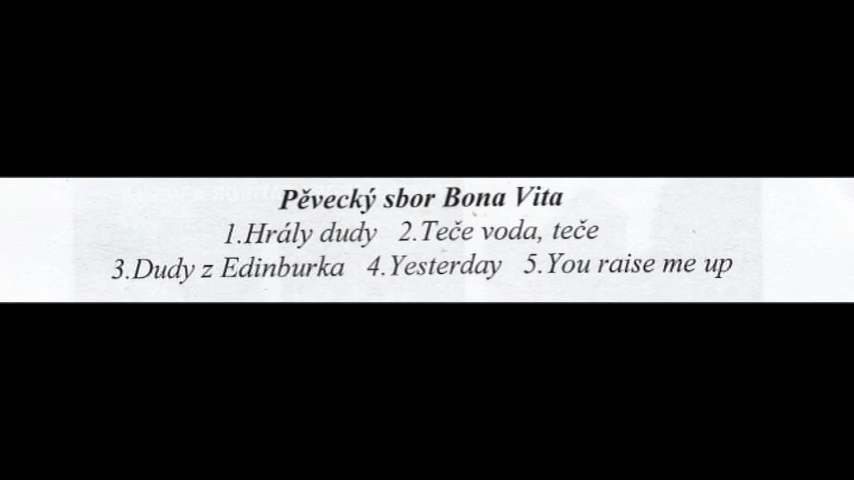 Pěvecký sbor Bona Vita
1.Hrály dudy 2.Teče voda, teče
3.Dudy z Edinburka 4.Yesterday 5.You raise me up